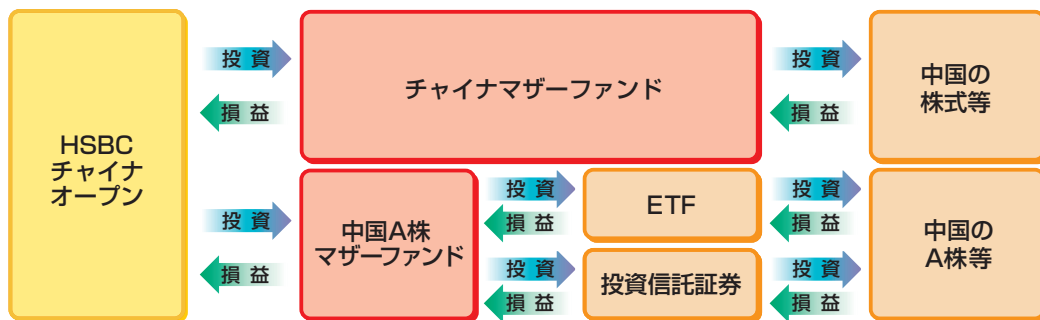 HSBC
チャイナ
オープン
投資
損益
チャイナマザーファンド
投資
損益
中国の
株式等
投資
損益
中国A株
マザーファンド
投資
損益
ETF
投資
損益
投資
損益
投資信託証券
投資
損益
中国の
A株等